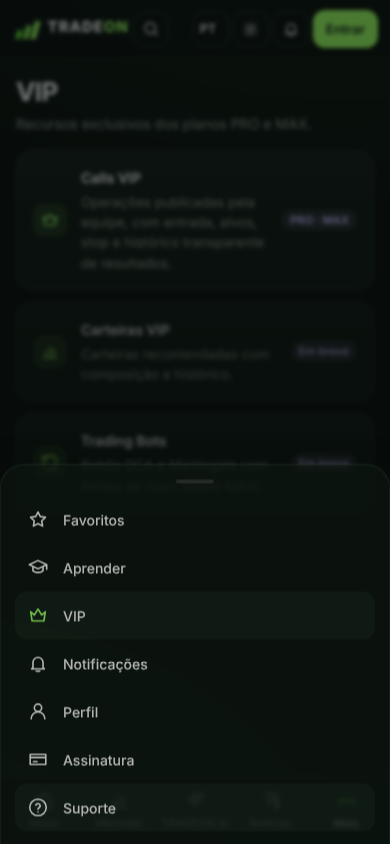 TRADEON
PT
Entrar
VIP
Recursos exclusivos dos planos PRO e MAX.
Calls VIP
Operações publicadas pela
equipe, com entrada, alvos,
stop e histórico transparente
de resultados.
PRO · MAX
Carteiras VIP
Carteiras recomendadas com
composição e histórico.
Em breve
Trading Bots
Em breve
Favoritos
Aprender
VIP
Notificações
Perfil
Assinatura
Suporte